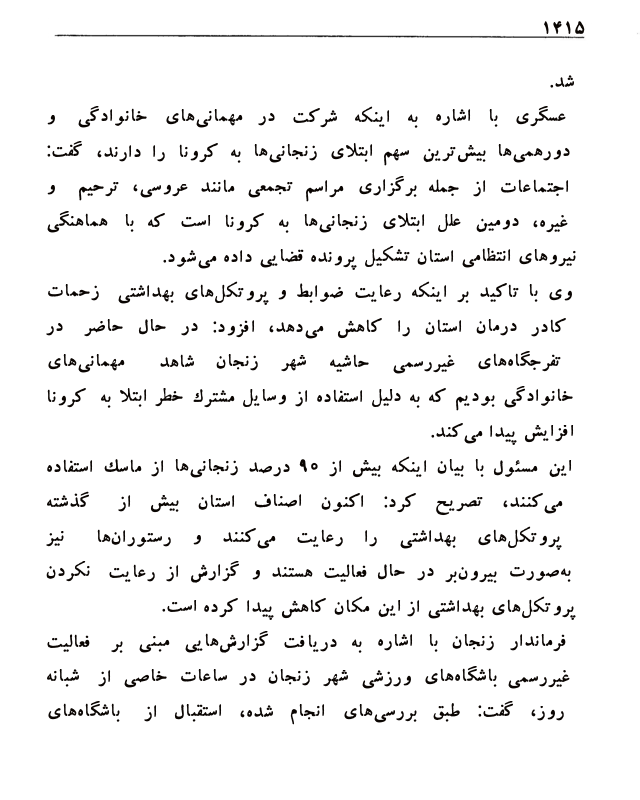 ۱۴۱۵
شد.
عسگری با اشاره به اینکه شرکت در مهمانی‌های خانوادگی و
دورهمی‌ها بیش‌ترین سهم ابتلای زنجانی‌ها به کرونا را دارند، گفت:
اجتماعات از جمله برگزاری مراسم تجمعی مانند عروسی، ترحیم و
غیره، دومین علل ابتلای زنجانی‌ها به کرونا است که با هماهنگی
نیروهای انتظامی استان تشکیل پرونده قضایی داده می‌شود.
وی با تاکید بر اینکه رعایت ضوابط و پروتکل‌های بهداشتی زحمات
کادر درمان استان را کاهش می‌دهد، افزود: در حال حاضر در
تفرجگاه‌های غیررسمی حاشیه شهر زنجان شاهد مهمانی‌های
خانوادگی بودیم که به دلیل استفاده از وسایل مشترك خطر ابتلا به کرونا
افزایش پیدا می‌کند.
این مسئول با بیان اینکه بیش از ۹۰ درصد زنجانی‌ها از ماسك استفاده
می‌کنند، تصریح کرد: اکنون اصناف استان بیش از گذشته
پروتکل‌های بهداشتی را رعایت می‌کنند و رستوران‌ها نیز
به‌صورت بیرون‌بر در حال فعالیت هستند و گزارش از رعایت نکردن
پروتکل‌های بهداشتی از این مکان کاهش پیدا کرده است.
فرماندار زنجان با اشاره به دریافت گزارش‌هایی مبنی بر فعالیت
غیررسمی باشگاه‌های ورزشی شهر زنجان در ساعات خاصی از شبانه
روز، گفت: طبق بررسی‌های انجام شده، استقبال از باشگاه‌های